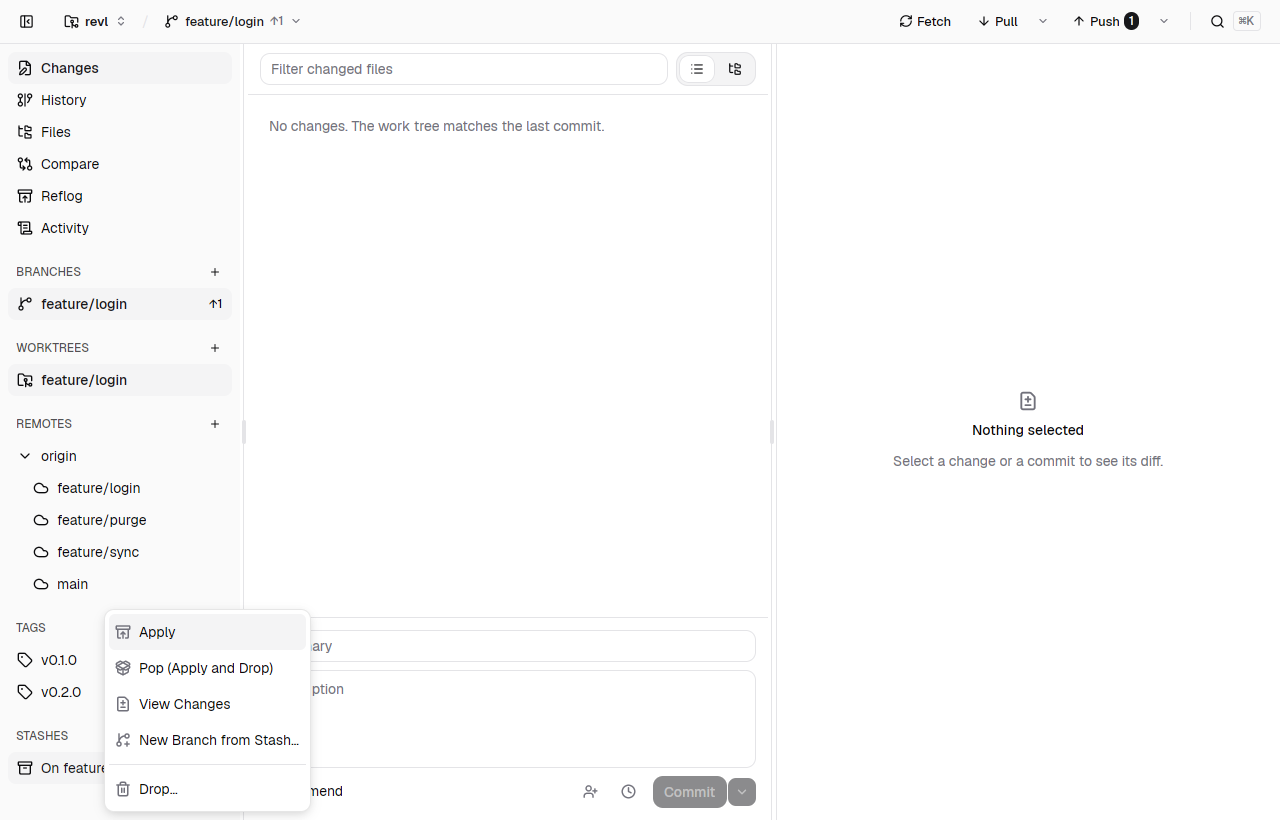 revl
feature/login ↑1
Fetch
Pull
Push 1
⌘K
Changes
History
Files
Compare
Reflog
Activity
BRANCHES
feature/login ↑1
WORKTREES
feature/login
REMOTES
origin
feature/login
feature/purge
feature/sync
main
TAGS
v0.1.0
v0.2.0
STASHES
On feature
Filter changed files
No changes. The work tree matches the last commit.
Commit
Nothing selected
Select a change or a commit to see its diff.
Apply
Pop (Apply and Drop)
View Changes
New Branch from Stash...
Drop...